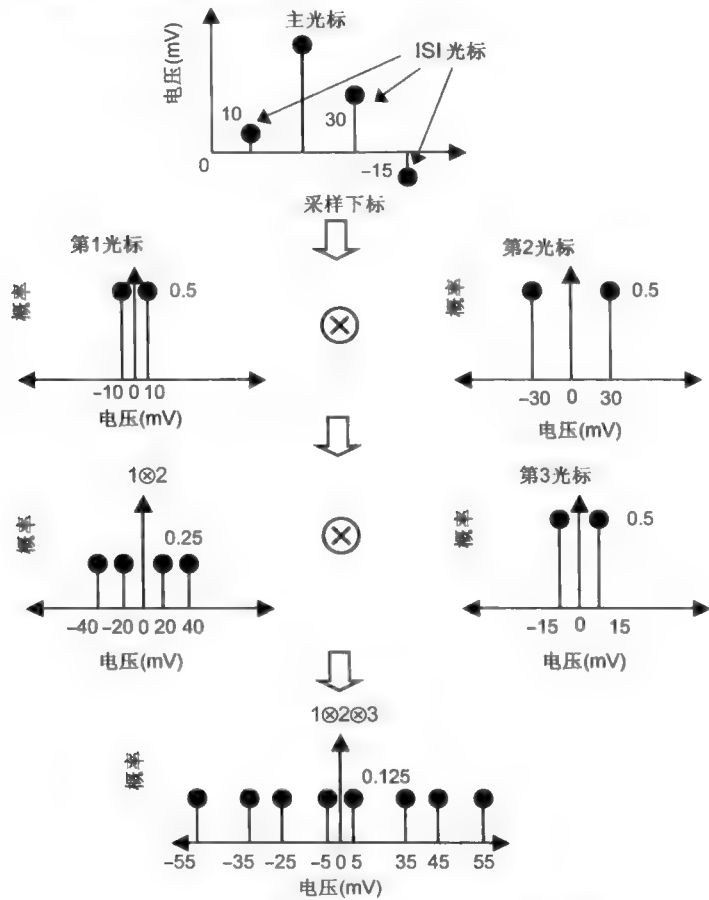 主光标
电压(mV)
ISI 光标
10
30
-15
0
采样下标
第1光标
概率
0.5
-10 0 10
电压(mV)
第2光标
概率
0.5
-30 0 30
电压(mV)
1⊗2
概率
0.25
-40 -20 0 20 40
电压(mV)
第3光标
概率
0.5
-15 0 15
电压(mV)
1⊗2⊗3
概率
0.125
-55 -35 -25 -5 0 5 35 45 55
电压(mV)